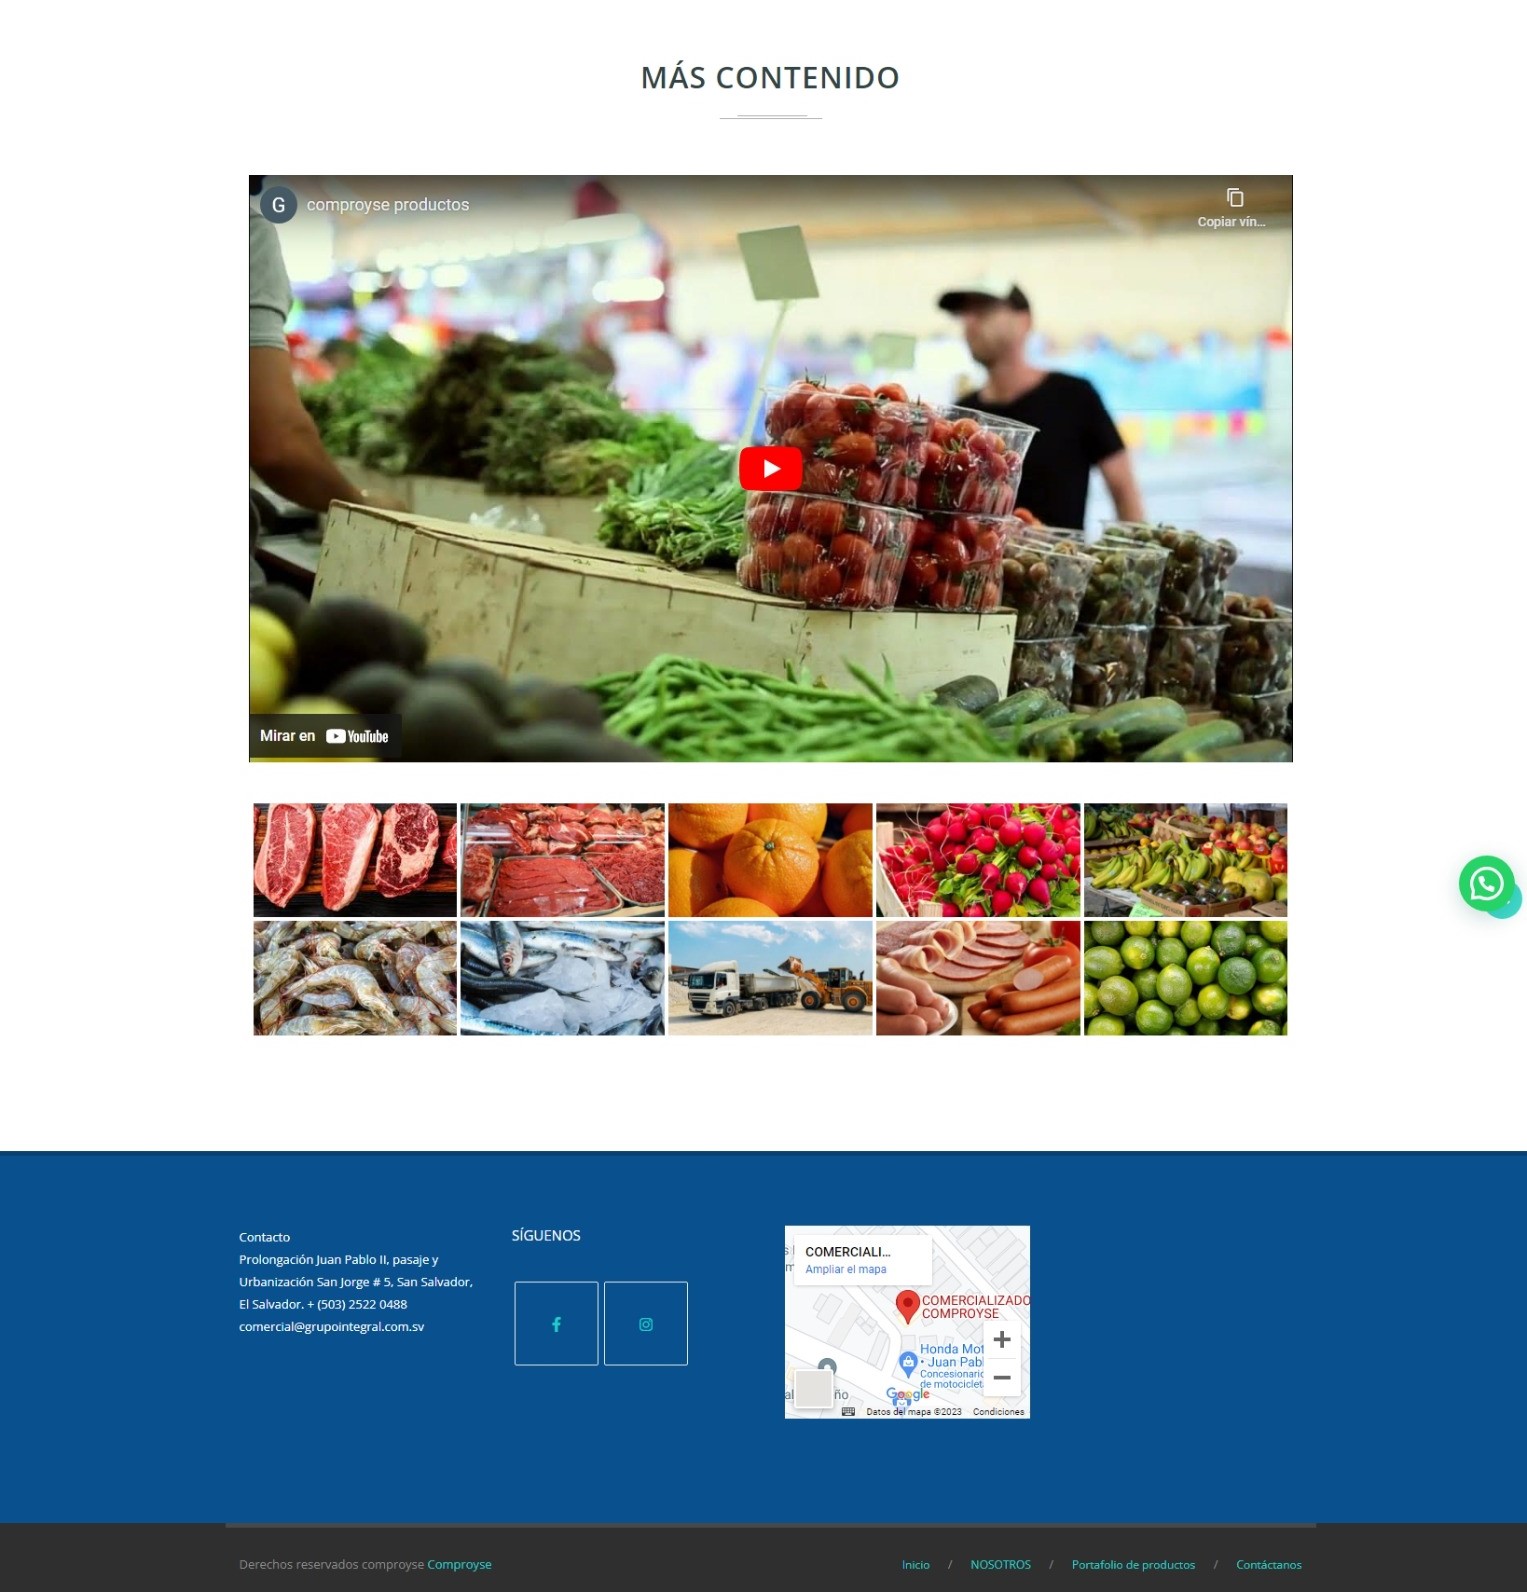 MÁS CONTENIDO
G comproyse productos
Copiar vín...
Mirar en YouTube
Contacto
Prolongación Juan Pablo II, pasaje y
Urbanización San Jorge # 5, San Salvador,
El Salvador. + (503) 2522 0488
comercial@grupointegral.com.sv
SÍGUENOS
COMERCIALI...
Ampliar el mapa
COMERCIALIZADO
COMPROYSE
Honda Mot
Juan Pabl
Concesionario
de motociclet
ño
Google
Datos del mapa ©2023 Condiciones
Derechos reservados comproyse Comproyse
Inicio / NOSOTROS / Portafolio de productos / Contáctanos